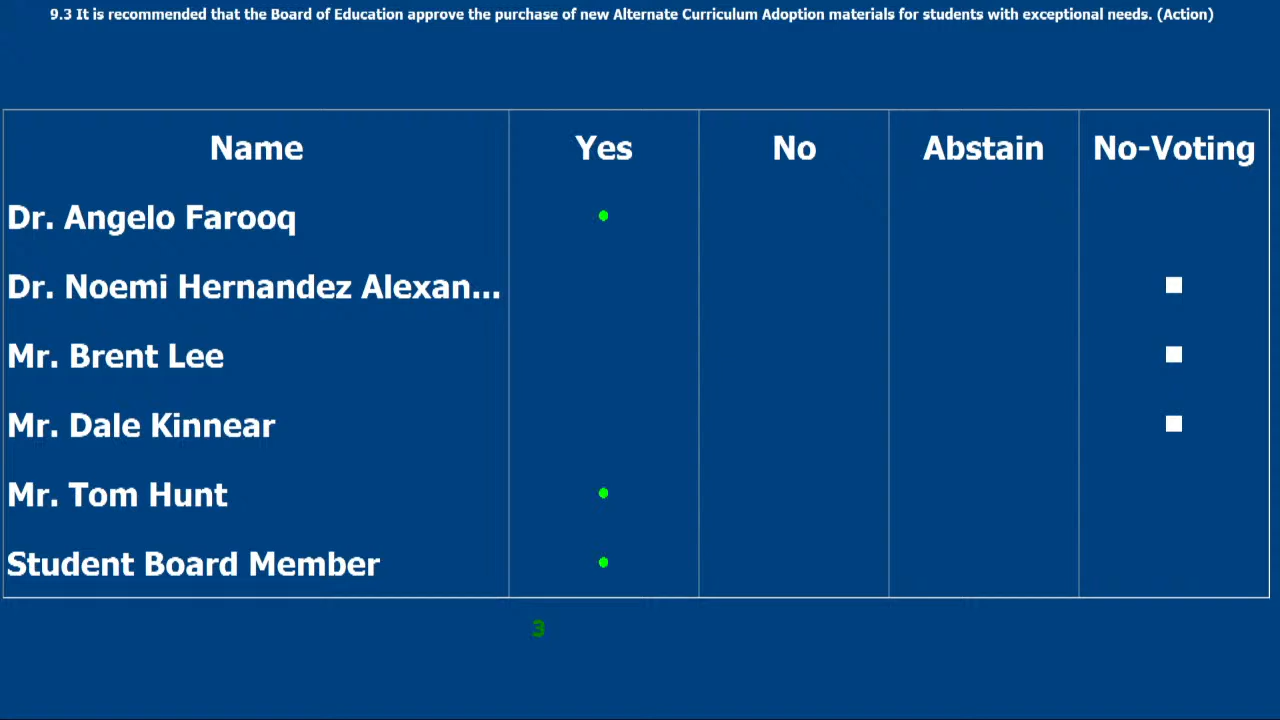 9.3 It is recommended that the Board of Education approve the purchase of new Alternate Curriculum Adoption materials for students with exceptional needs. (Action)
Name Yes No Abstain No-Voting
Dr. Angelo Farooq
Dr. Noemi Hernandez Alexan...
Mr. Brent Lee
Mr. Dale Kinnear
Mr. Tom Hunt
Student Board Member
3